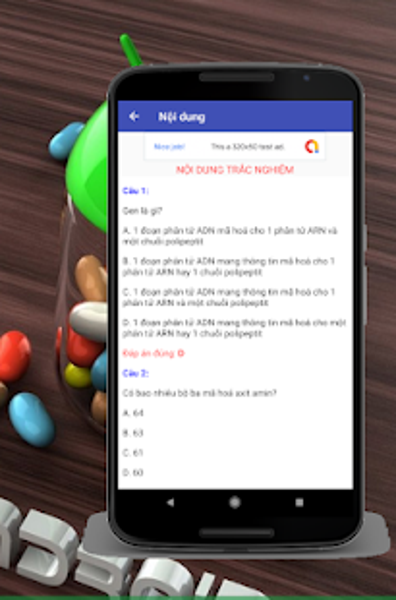 Nội dung
Nice job!
This is a 320x50 test ad.
NỘI DUNG TRẮC NGHIỆM
Câu 1:
Gen là gì?
A. 1 đoạn phân tử ADN mã hoá cho 1 phân tử ARN và
một chuỗi polipeptit
B. 1 đoạn phân tử ADN mang thông tin mã hoá cho 1
phân tử ARN hay 1 chuỗi polipeptit
C. 1 đoạn phân tử ADN mang thông tin mã hoá cho 1
phân tử ARN và một chuỗi polipeptit
D. 1 đoạn phân tử ADN mang thông tin mã hoá cho một
phân tử ARN hay 1 chuỗi polipeptit
Đáp án đúng
Câu 2:
Có bao nhiêu bộ ba mã hoá axit amin?
A. 64
B. 63
C. 61
D. 60